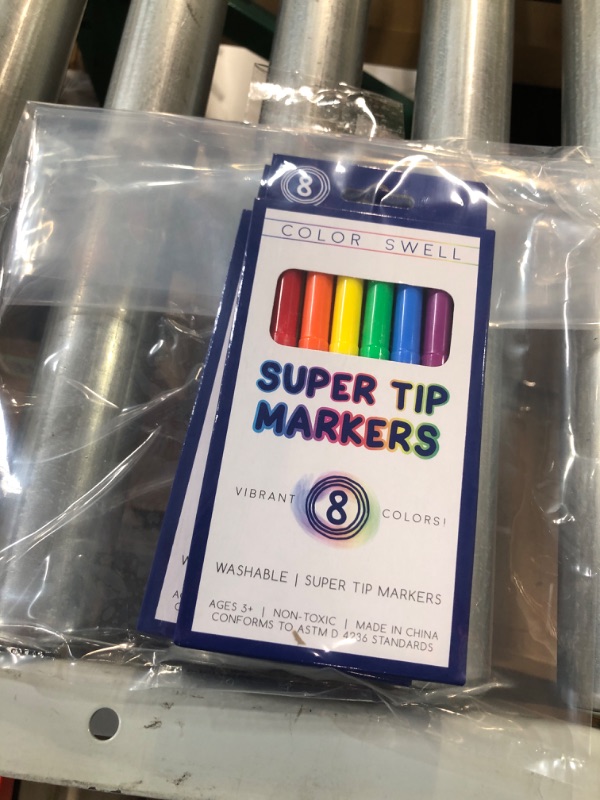 8
COLOR SWELL
SUPER TIP
MARKERS
VIBRANT 8 COLORS!
WASHABLE | SUPER TIP MARKERS
AGES 3+ | NON-TOXIC | MADE IN CHINA
CONFORMS TO ASTM D 4236 STANDARDS